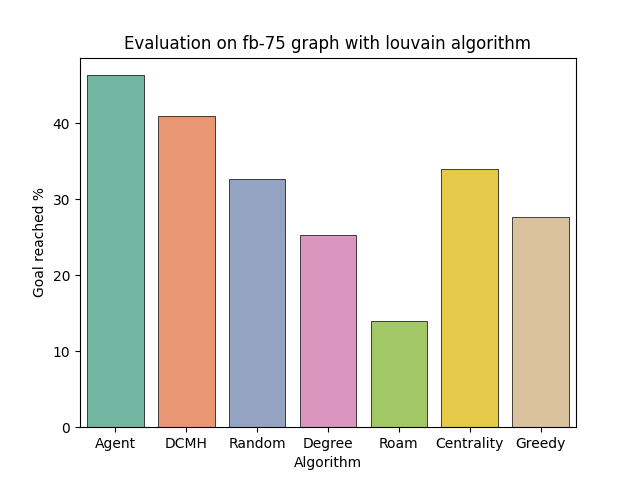 Evaluation on fb-75 graph with louvain algorithm
Goal reached %
40
30
20
10
0
Agent DCMH Random Degree Roam Centrality Greedy
Algorithm